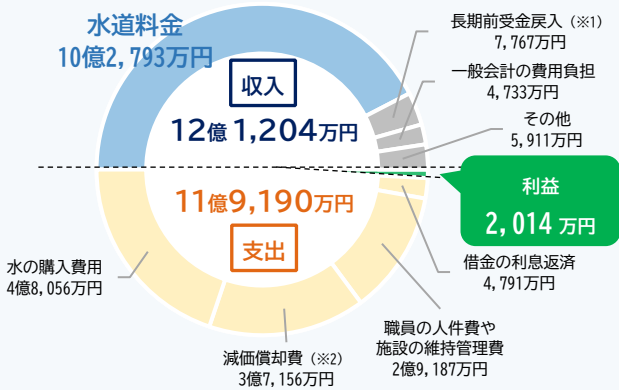 水道料金
10億2,793万円
収入
12億1,204万円
長期前受金戻入（※1）
7,767万円
一般会計の費用負担
4,733万円
その他
5,911万円
利益
2,014万円
11億9,190万円
支出
借金の利息返済
4,791万円
職員の人件費や
施設の維持管理費
2億9,187万円
減価償却費（※2）
3億7,156万円
水の購入費用
4億8,056万円